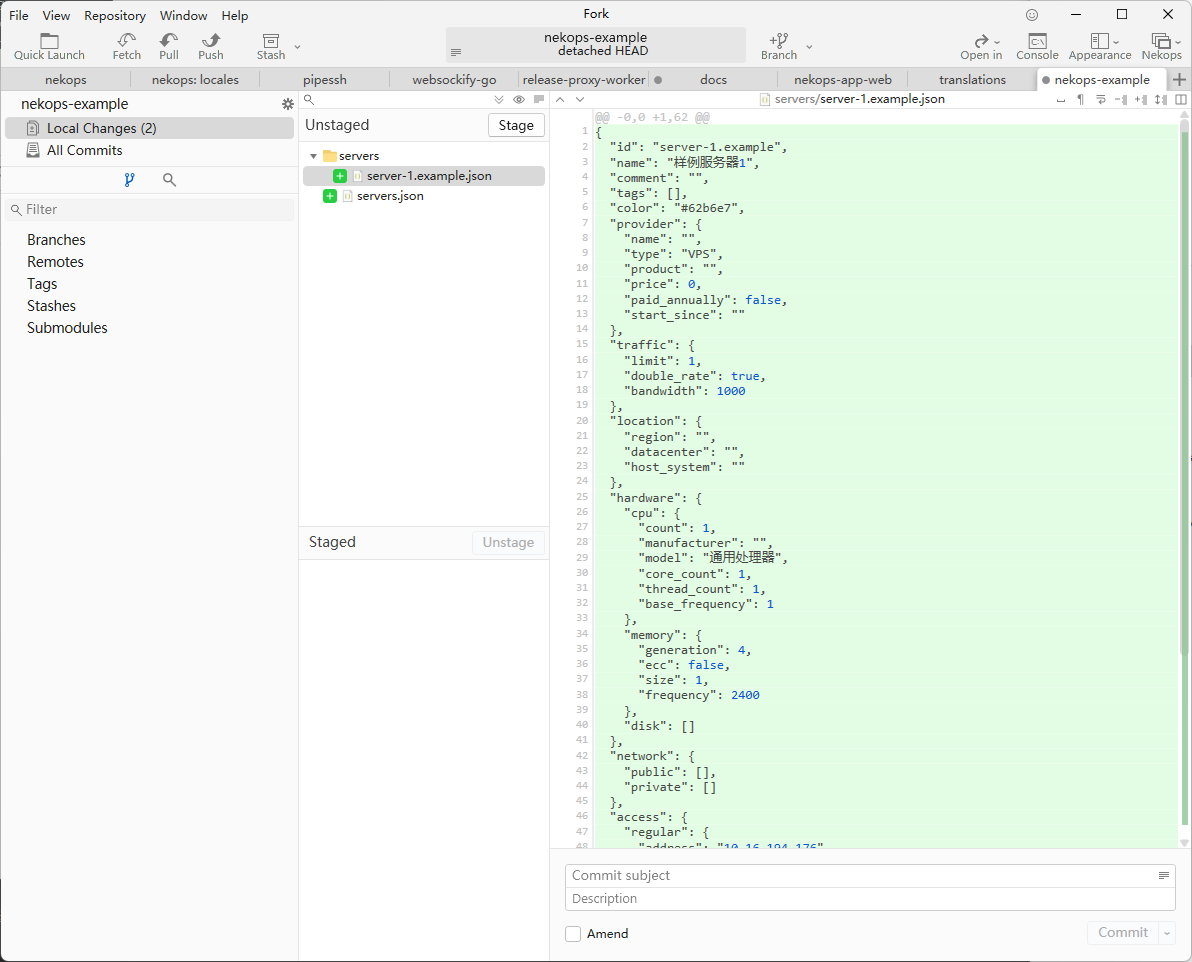 File View Repository Window Help
Fork
Quick Launch
Fetch
Pull
Push
Stash
nekops-example
detached HEAD
Branch
Open in
Console
Appearance
Nekops
nekops
nekops: locales
pipessh
websockify-go
release-proxy-worker
docs
nekops-app-web
translations
nekops-example
nekops-example
Local Changes (2)
All Commits
Filter
Branches
Remotes
Tags
Stashes
Submodules
Unstaged
Stage
servers
server-1.example.json
servers.json
Staged
Unstage
servers/server-1.example.json
@@ -0,0 +1,62 @@
1 {
2 "id": "server-1.example",
3 "name": "样例服务器1",
4 "comment": "",
5 "tags": [],
6 "color": "#62b6e7",
7 "provider": {
8 "name": "",
9 "type": "VPS",
10 "product": "",
11 "price": 0,
12 "paid_annually": false,
13 "start_since": ""
14 },
15 "traffic": {
16 "limit": 1,
17 "double_rate": true,
18 "bandwidth": 1000
19 },
20 "location": {
21 "region": "",
22 "datacenter": "",
23 "host_system": ""
24 },
25 "hardware": {
26 "cpu": {
27 "count": 1,
28 "manufacturer": "",
29 "model": "通用处理器",
30 "core_count": 1,
31 "thread_count": 1,
32 "base_frequency": 1
33 },
34 "memory": {
35 "generation": 4,
36 "ecc": false,
37 "size": 1,
38 "frequency": 2400
39 },
40 "disk": []
41 },
42 "network": {
43 "public": [],
44 "private": []
45 },
46 "access": {
47 "regular": {
48 "address": "10.16.194.176"
Commit subject
Description
Amend
Commit